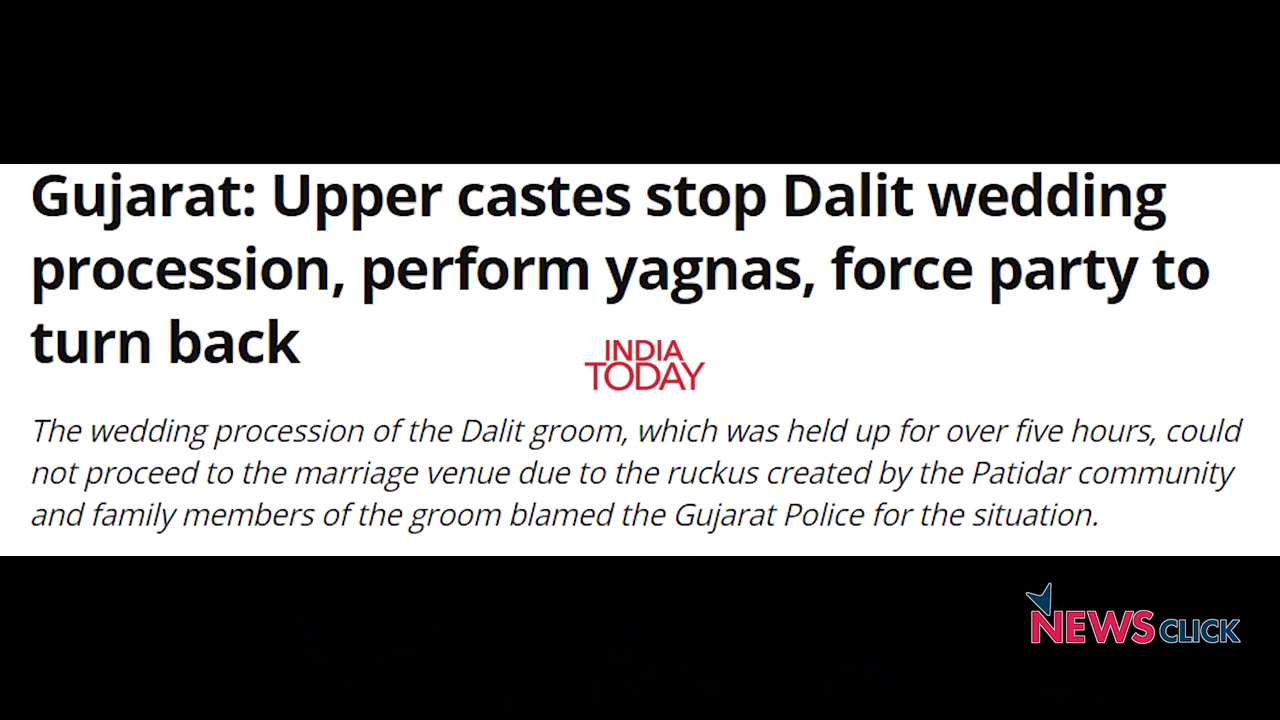 Gujarat: Upper castes stop Dalit wedding
procession, perform yagnas, force party to
turn back
INDIA
TODAY
The wedding procession of the Dalit groom, which was held up for over five hours, could
not proceed to the marriage venue due to the ruckus created by the Patidar community
and family members of the groom blamed the Gujarat Police for the situation.
NEWSCLICK